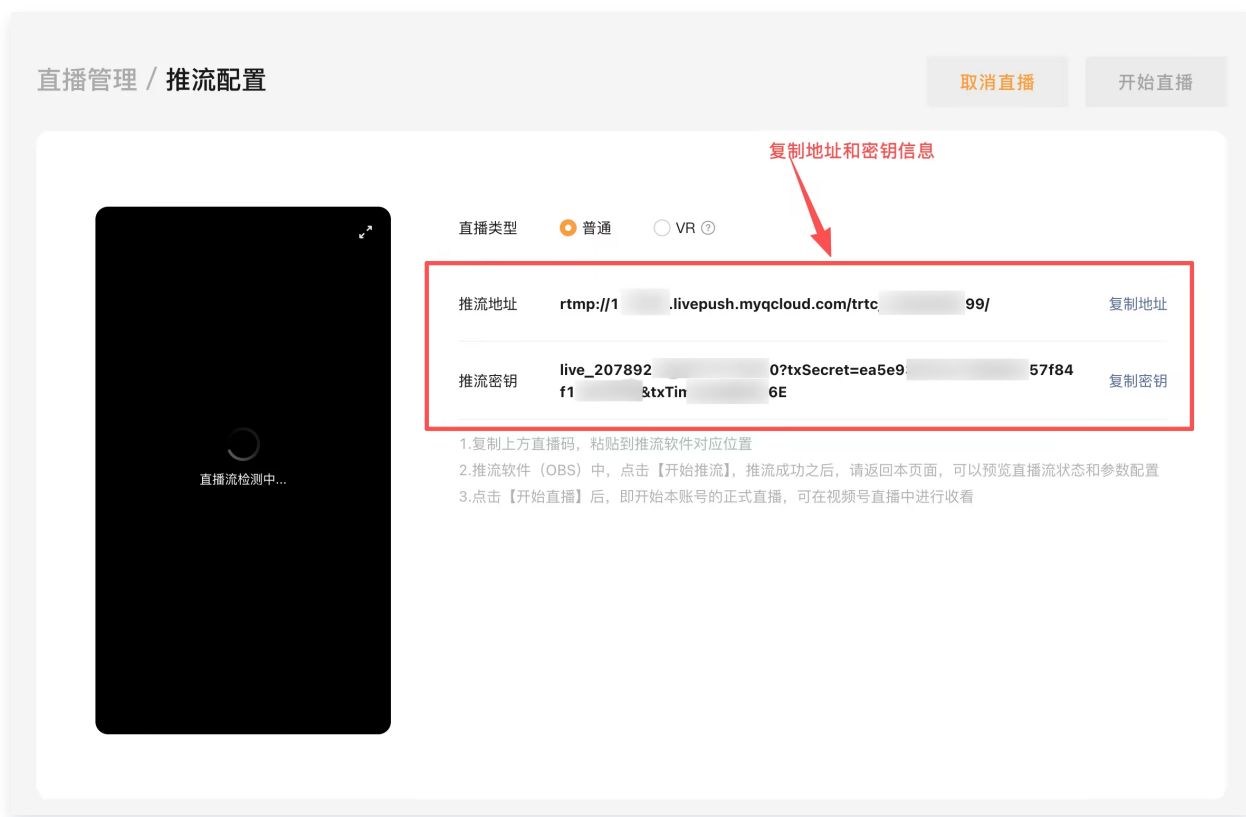 直播管理 / 推流配置
取消直播
开始直播
复制地址和密钥信息
直播类型 普通 VR ?
推流地址 rtmp://1 .livepush.myqcloud.com/trtc_ 99/ 复制地址
推流密钥 live_207892 0?txSecret=ea5e9 57f84
f1 &txTim 6E 复制密钥
直播流检测中...
1.复制上方直播码，粘贴到推流软件对应位置
2.推流软件（OBS）中，点击【开始推流】，推流成功之后，请返回本页面，可以预览直播流状态和参数配置
3.点击【开始直播】后，即开始本账号的正式直播，可在视频号直播中进行收看